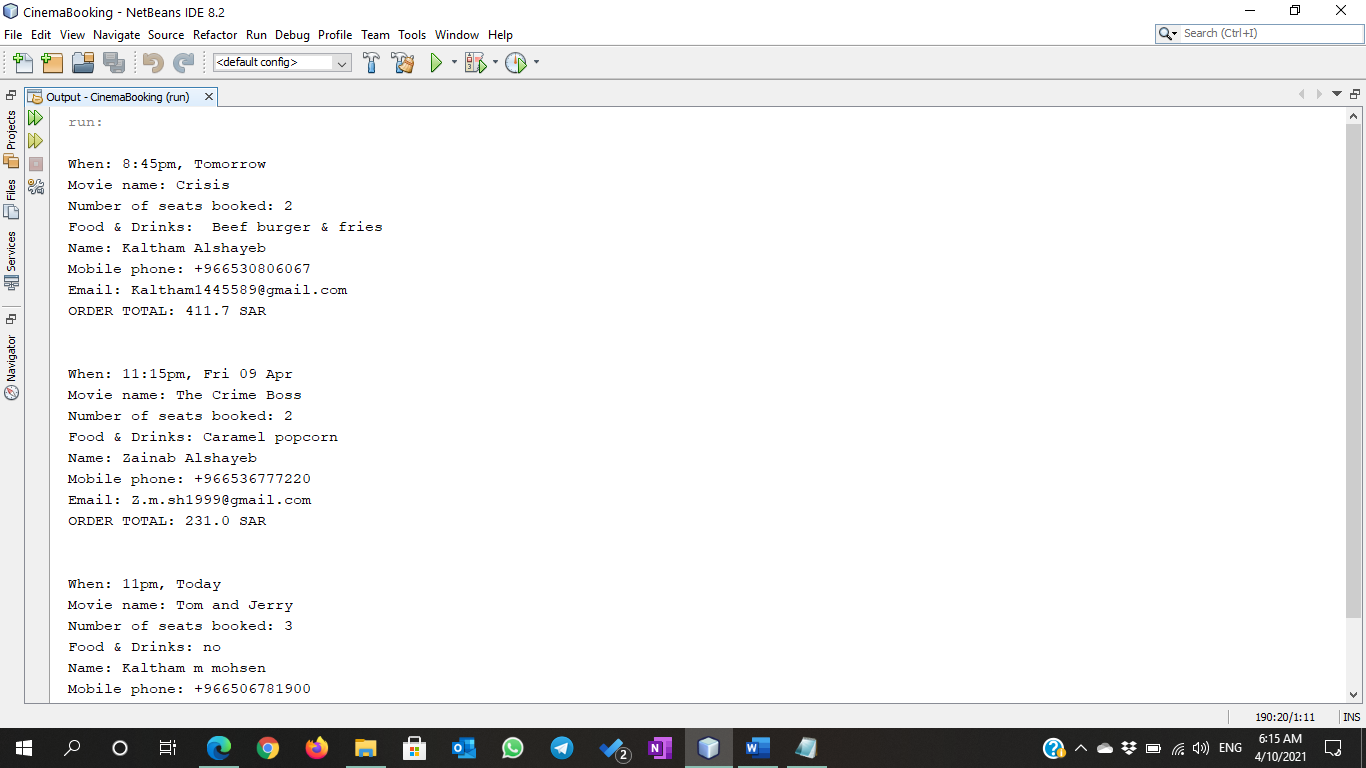 CinemaBooking - NetBeans IDE 8.2
File Edit View Navigate Source Refactor Run Debug Profile Team Tools Window Help
Search (Ctrl+I)
<default config>
Output - CinemaBooking (run)
Projects
Files
Services
Navigator
run:
When: 8:45pm, Tomorrow
Movie name: Crisis
Number of seats booked: 2
Food & Drinks:  Beef burger & fries
Name: Kaltham Alshayeb
Mobile phone: +966530806067
Email: Kaltham1445589@gmail.com
ORDER TOTAL: 411.7 SAR
When: 11:15pm, Fri 09 Apr
Movie name: The Crime Boss
Number of seats booked: 2
Food & Drinks: Caramel popcorn
Name: Zainab Alshayeb
Mobile phone: +966536777220
Email: Z.m.sh1999@gmail.com
ORDER TOTAL: 231.0 SAR
When: 11pm, Today
Movie name: Tom and Jerry
Number of seats booked: 3
Food & Drinks: no
Name: Kaltham m mohsen
Mobile phone: +966506781900
190:20/1:11 INS
2
ENG
6:15 AM
4/10/2021